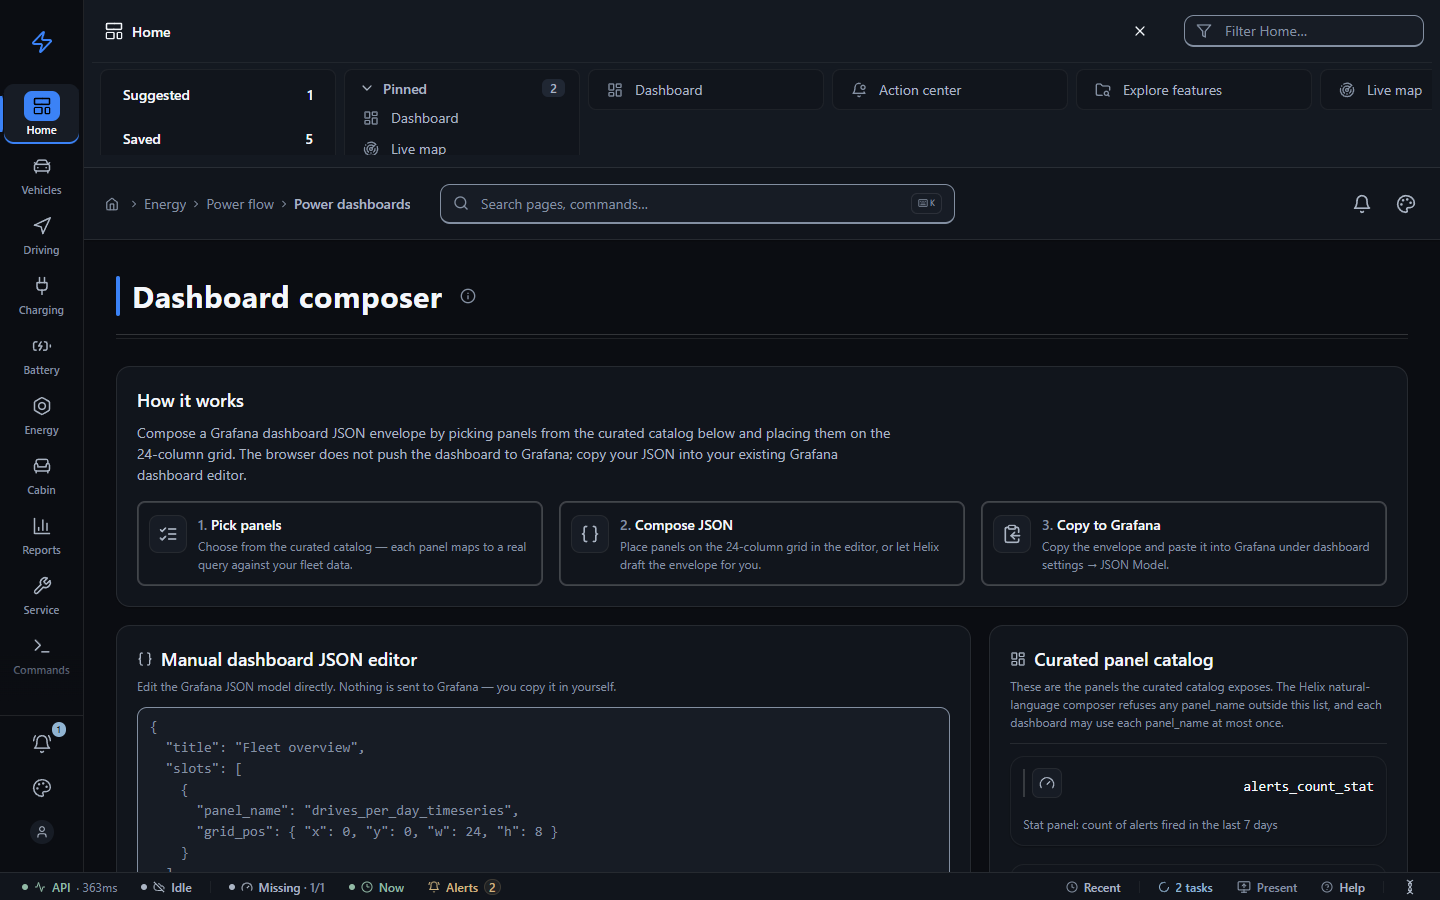 Home
Filter Home...
Suggested 1
Saved 5
Pinned 2
Dashboard
Live map
Dashboard
Action center
Explore features
Live map
Home
Vehicles
Driving
Charging
Battery
Energy
Cabin
Reports
Service
Commands
1
Energy > Power flow > Power dashboards
Search pages, commands...
K
Dashboard composer
How it works
Compose a Grafana dashboard JSON envelope by picking panels from the curated catalog below and placing them on the
24-column grid. The browser does not push the dashboard to Grafana; copy your JSON into your existing Grafana
dashboard editor.
1. Pick panels
Choose from the curated catalog — each panel maps to a real
query against your fleet data.
2. Compose JSON
Place panels on the 24-column grid in the editor, or let Helix
draft the envelope for you.
3. Copy to Grafana
Copy the envelope and paste it into Grafana under dashboard
settings → JSON Model.
Manual dashboard JSON editor
Edit the Grafana JSON model directly. Nothing is sent to Grafana — you copy it in yourself.
{
"title": "Fleet overview",
"slots": [
{
"panel_name": "drives_per_day_timeseries",
"grid_pos": { "x": 0, "y": 0, "w": 24, "h": 8 }
}
Curated panel catalog
These are the panels the curated catalog exposes. The Helix natural-
language composer refuses any panel_name outside this list, and each
dashboard may use each panel_name at most once.
alerts_count_stat
Stat panel: count of alerts fired in the last 7 days
API · 363ms
Idle
Missing · 1/1
Now
Alerts 2
Recent
2 tasks
Present
Help